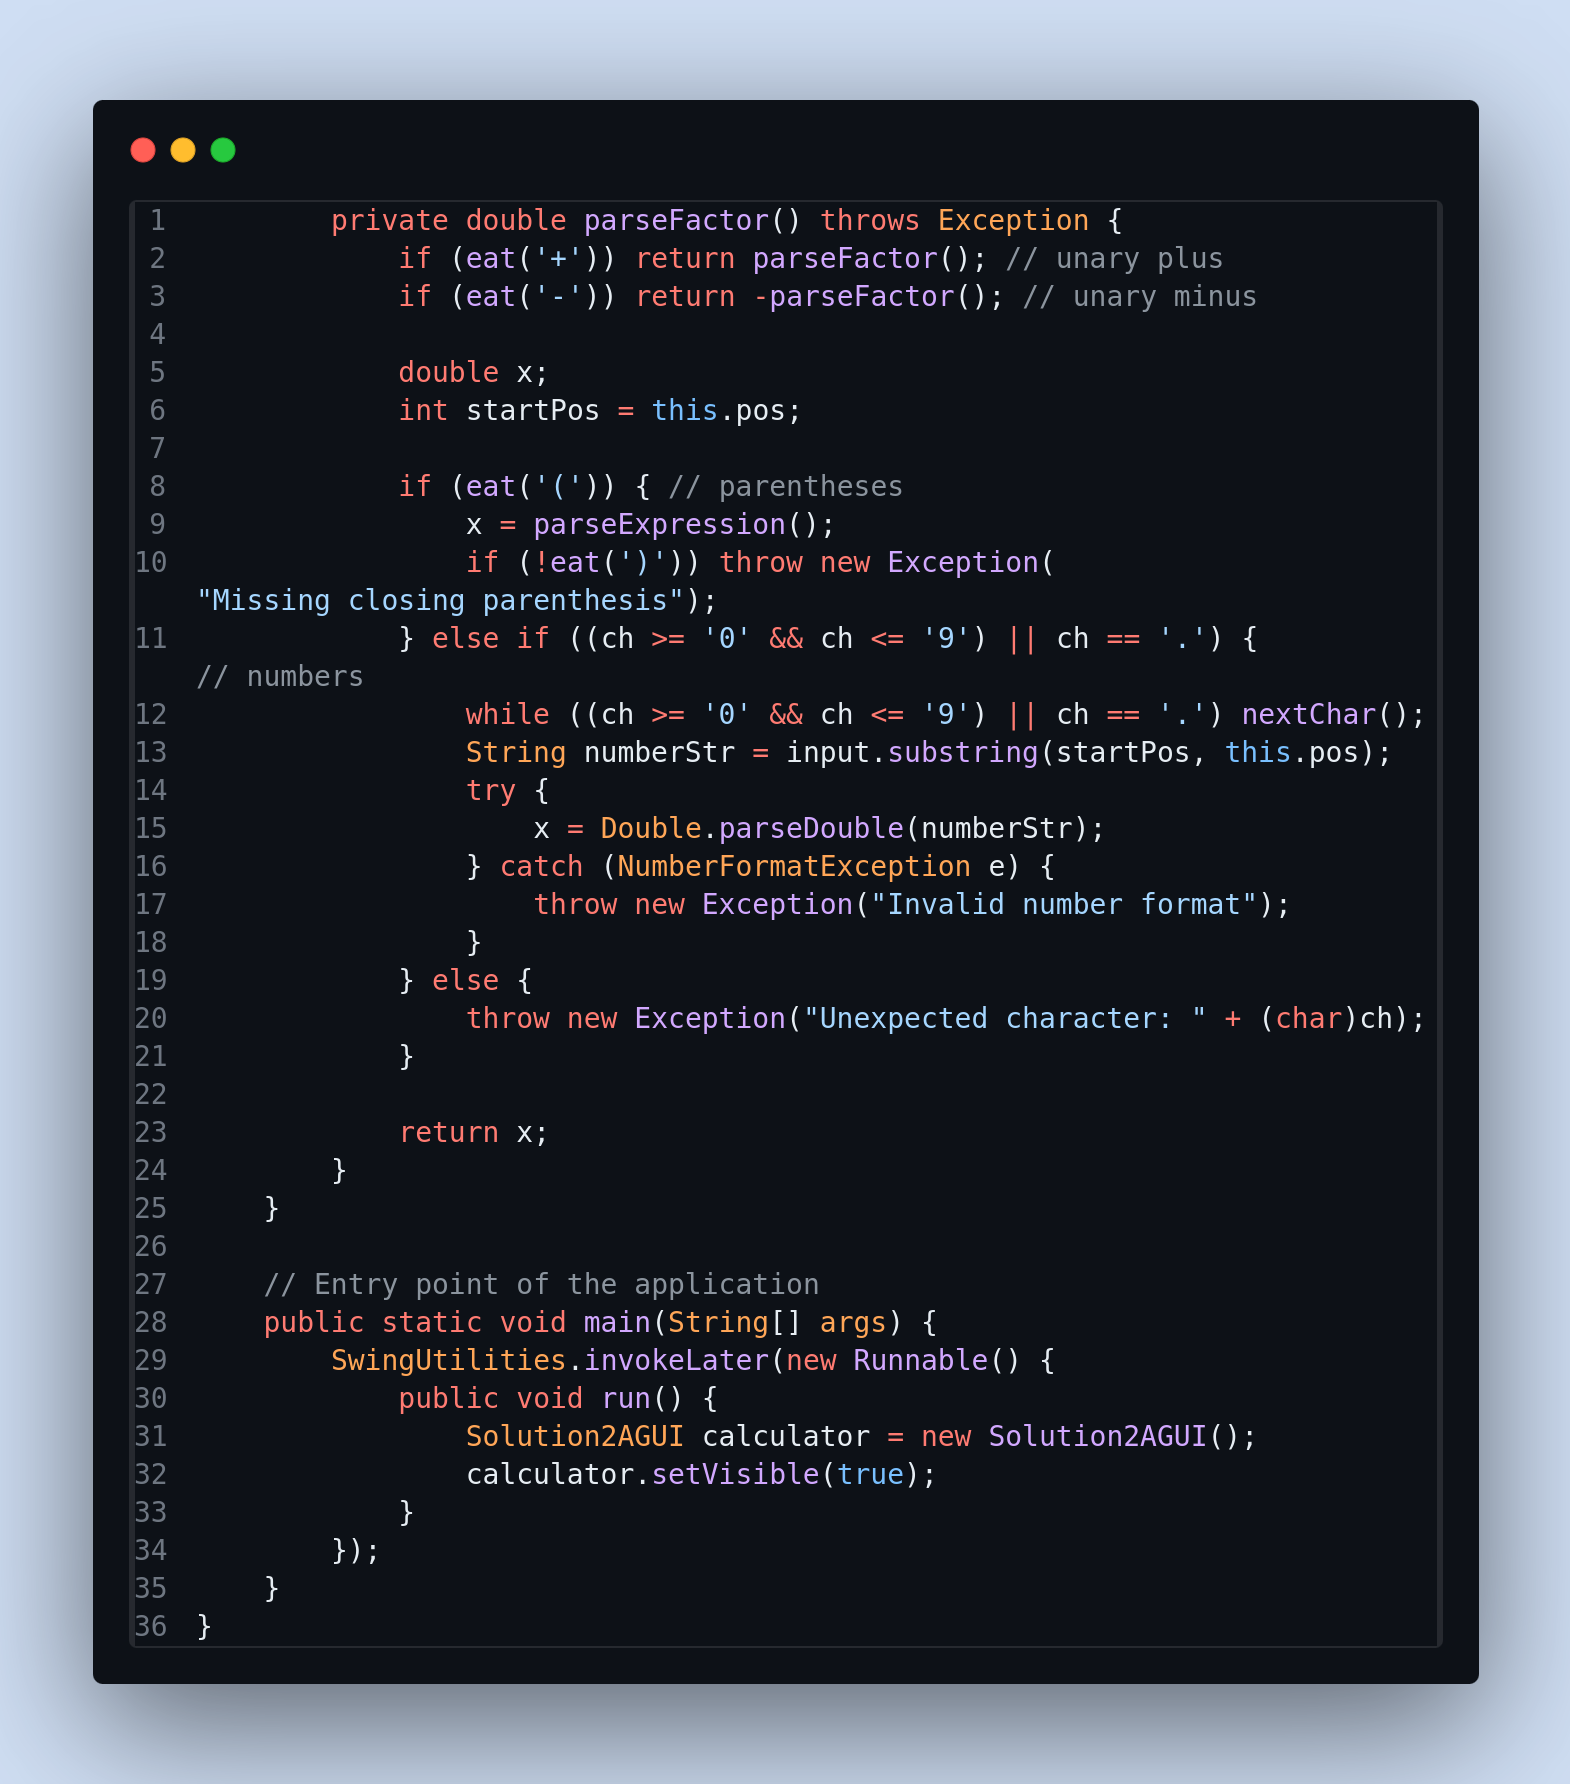 1 private double parseFactor() throws Exception {
2 if (eat('+')) return parseFactor(); // unary plus
3 if (eat('-')) return -parseFactor(); // unary minus
4
5 double x;
6 int startPos = this.pos;
7
8 if (eat('(')) { // parentheses
9 x = parseExpression();
10 if (!eat(')')) throw new Exception(
"Missing closing parenthesis");
11 } else if ((ch >= '0' && ch <= '9') || ch == '.') {
// numbers
12 while ((ch >= '0' && ch <= '9') || ch == '.') nextChar();
13 String numberStr = input.substring(startPos, this.pos);
14 try {
15 x = Double.parseDouble(numberStr);
16 } catch (NumberFormatException e) {
17 throw new Exception("Invalid number format");
18 }
19 } else {
20 throw new Exception("Unexpected character: " + (char)ch);
21 }
22
23 return x;
24 }
25 }
26
27 // Entry point of the application
28 public static void main(String[] args) {
29 SwingUtilities.invokeLater(new Runnable() {
30 public void run() {
31 Solution2AGUI calculator = new Solution2AGUI();
32 calculator.setVisible(true);
33 }
34 });
35 }
36 }